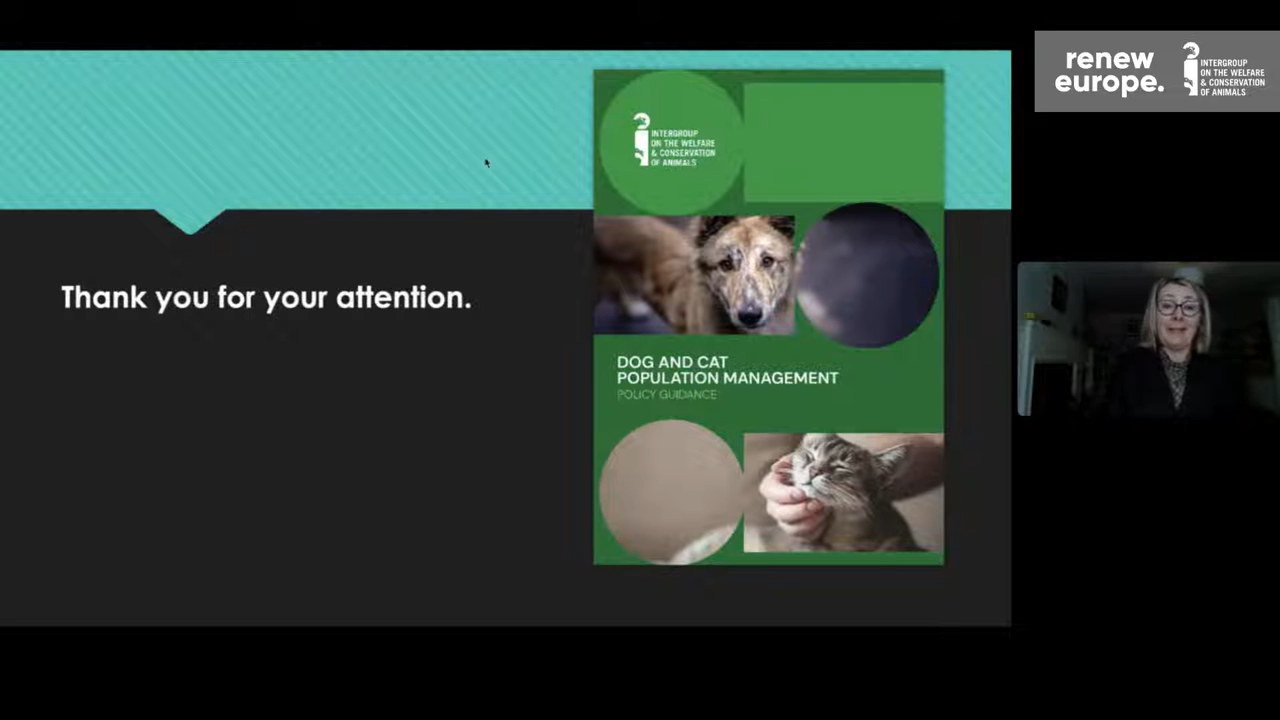 renew
europe.
INTERGROUP
ON THE WELFARE
& CONSERVATION
OF ANIMALS
INTERGROUP
ON THE WELFARE
& CONSERVATION
OF ANIMALS
Thank you for your attention.
DOG AND CAT
POPULATION MANAGEMENT
POLICY GUIDANCE